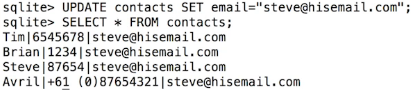 sqlite> UPDATE contacts SET email="steve@hisemail.com";
sqlite> SELECT * FROM contacts;
Tim|6545678|steve@hisemail.com
Brian|1234|steve@hisemail.com
Steve|87654|steve@hisemail.com
Avril|+61 (0)87654321|steve@hisemail.com